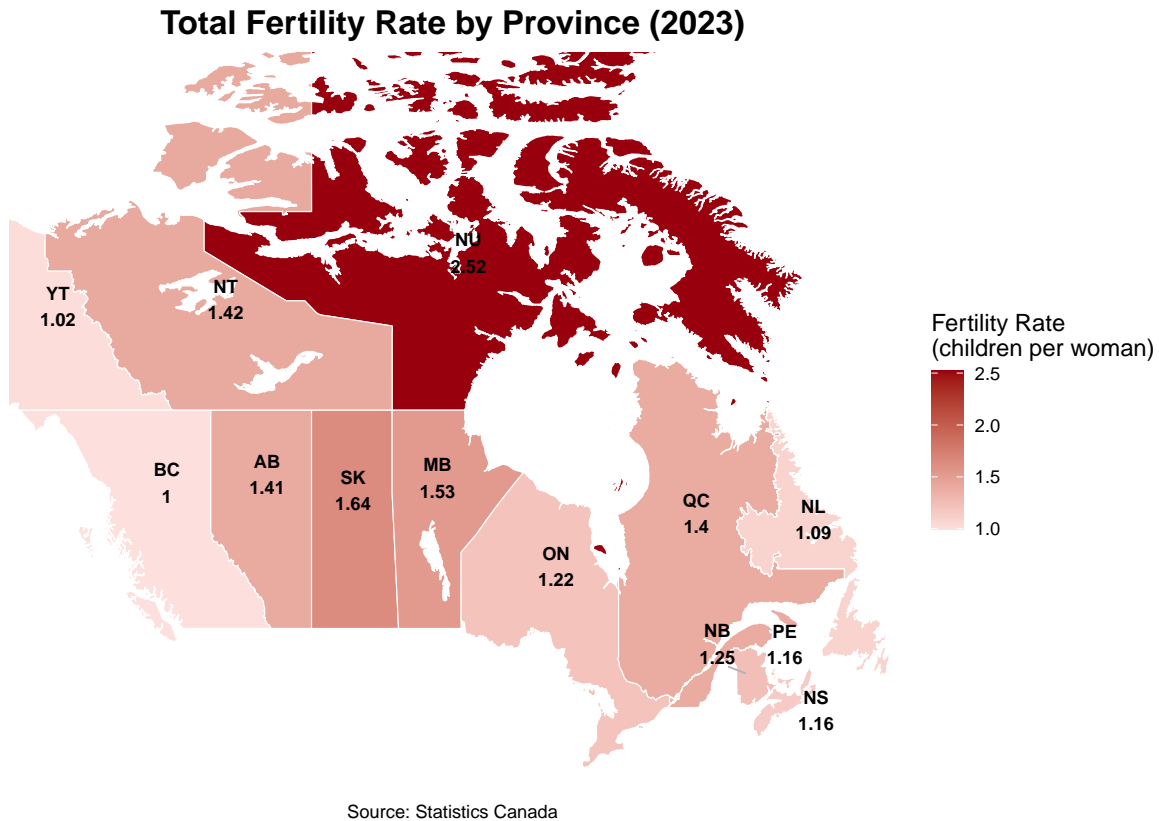 Total Fertility Rate by Province (2023)
NU
2.52
NT
1.42
YT
1.02
Fertility Rate
(children per woman)
2.5
2.0
1.5
1.0
BC
1
AB
1.41
SK
1.64
MB
1.53
ON
1.22
QC
1.4
NL
1.09
NB
1.25
PE
1.16
NS
1.16
Source: Statistics Canada